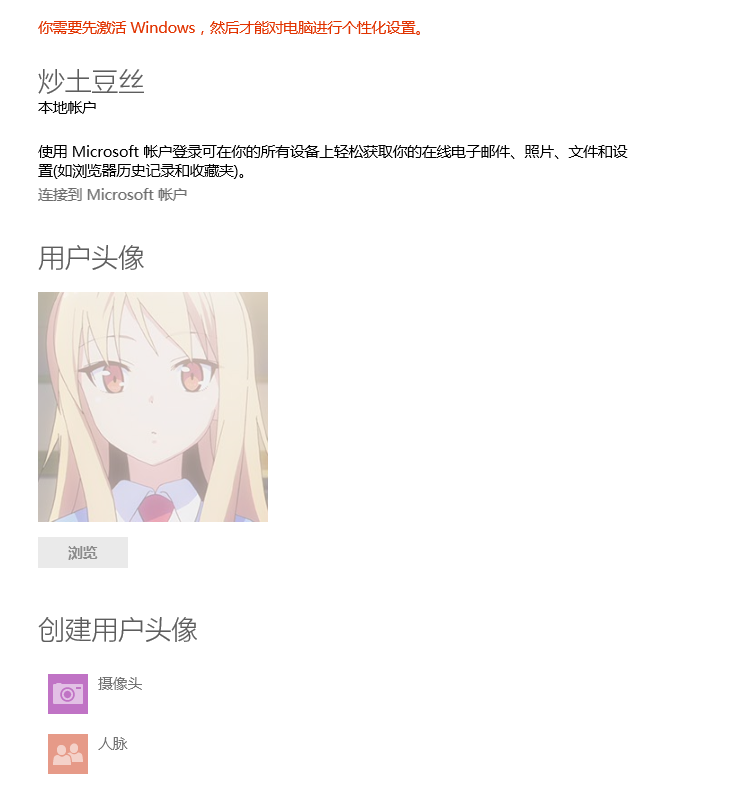 你需要先激活 Windows，然后才能对电脑进行个性化设置。
炒土豆丝
本地帐户
使用 Microsoft 帐户登录可在你的所有设备上轻松获取你的在线电子邮件、照片、文件和设
置(如浏览器历史记录和收藏夹)。
连接到 Microsoft 帐户
用户头像
浏览
创建用户头像
摄像头
人脉